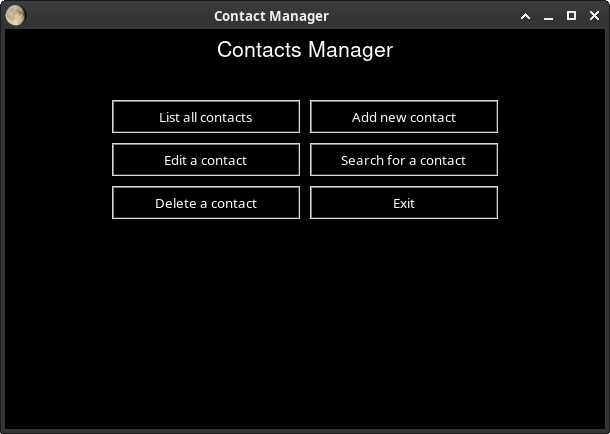 Contact Manager
Contacts Manager
List all contacts
Add new contact
Edit a contact
Search for a contact
Delete a contact
Exit